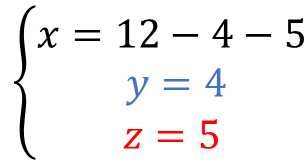 x = 12 − 4 − 5
y = 4
z = 5